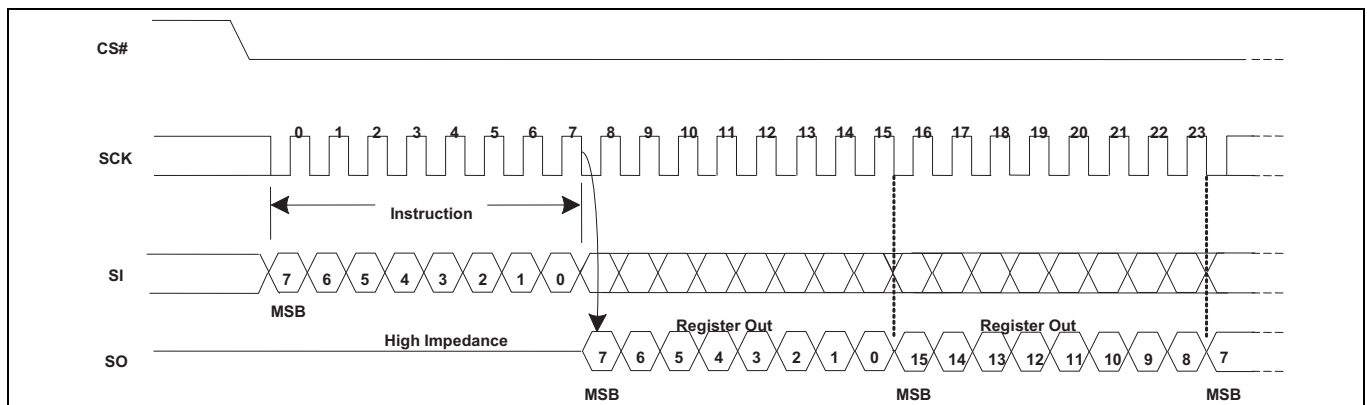 CS#
0 1 2 3 4 5 6 7 8 9 10 11 12 13 14 15 16 17 18 19 20 21 22 23
SCK
Instruction
SI
7 6 5 4 3 2 1 0
MSB
Register Out Register Out
High Impedance
SO
7 6 5 4 3 2 1 0 15 14 13 12 11 10 9 8 7
MSB MSB MSB